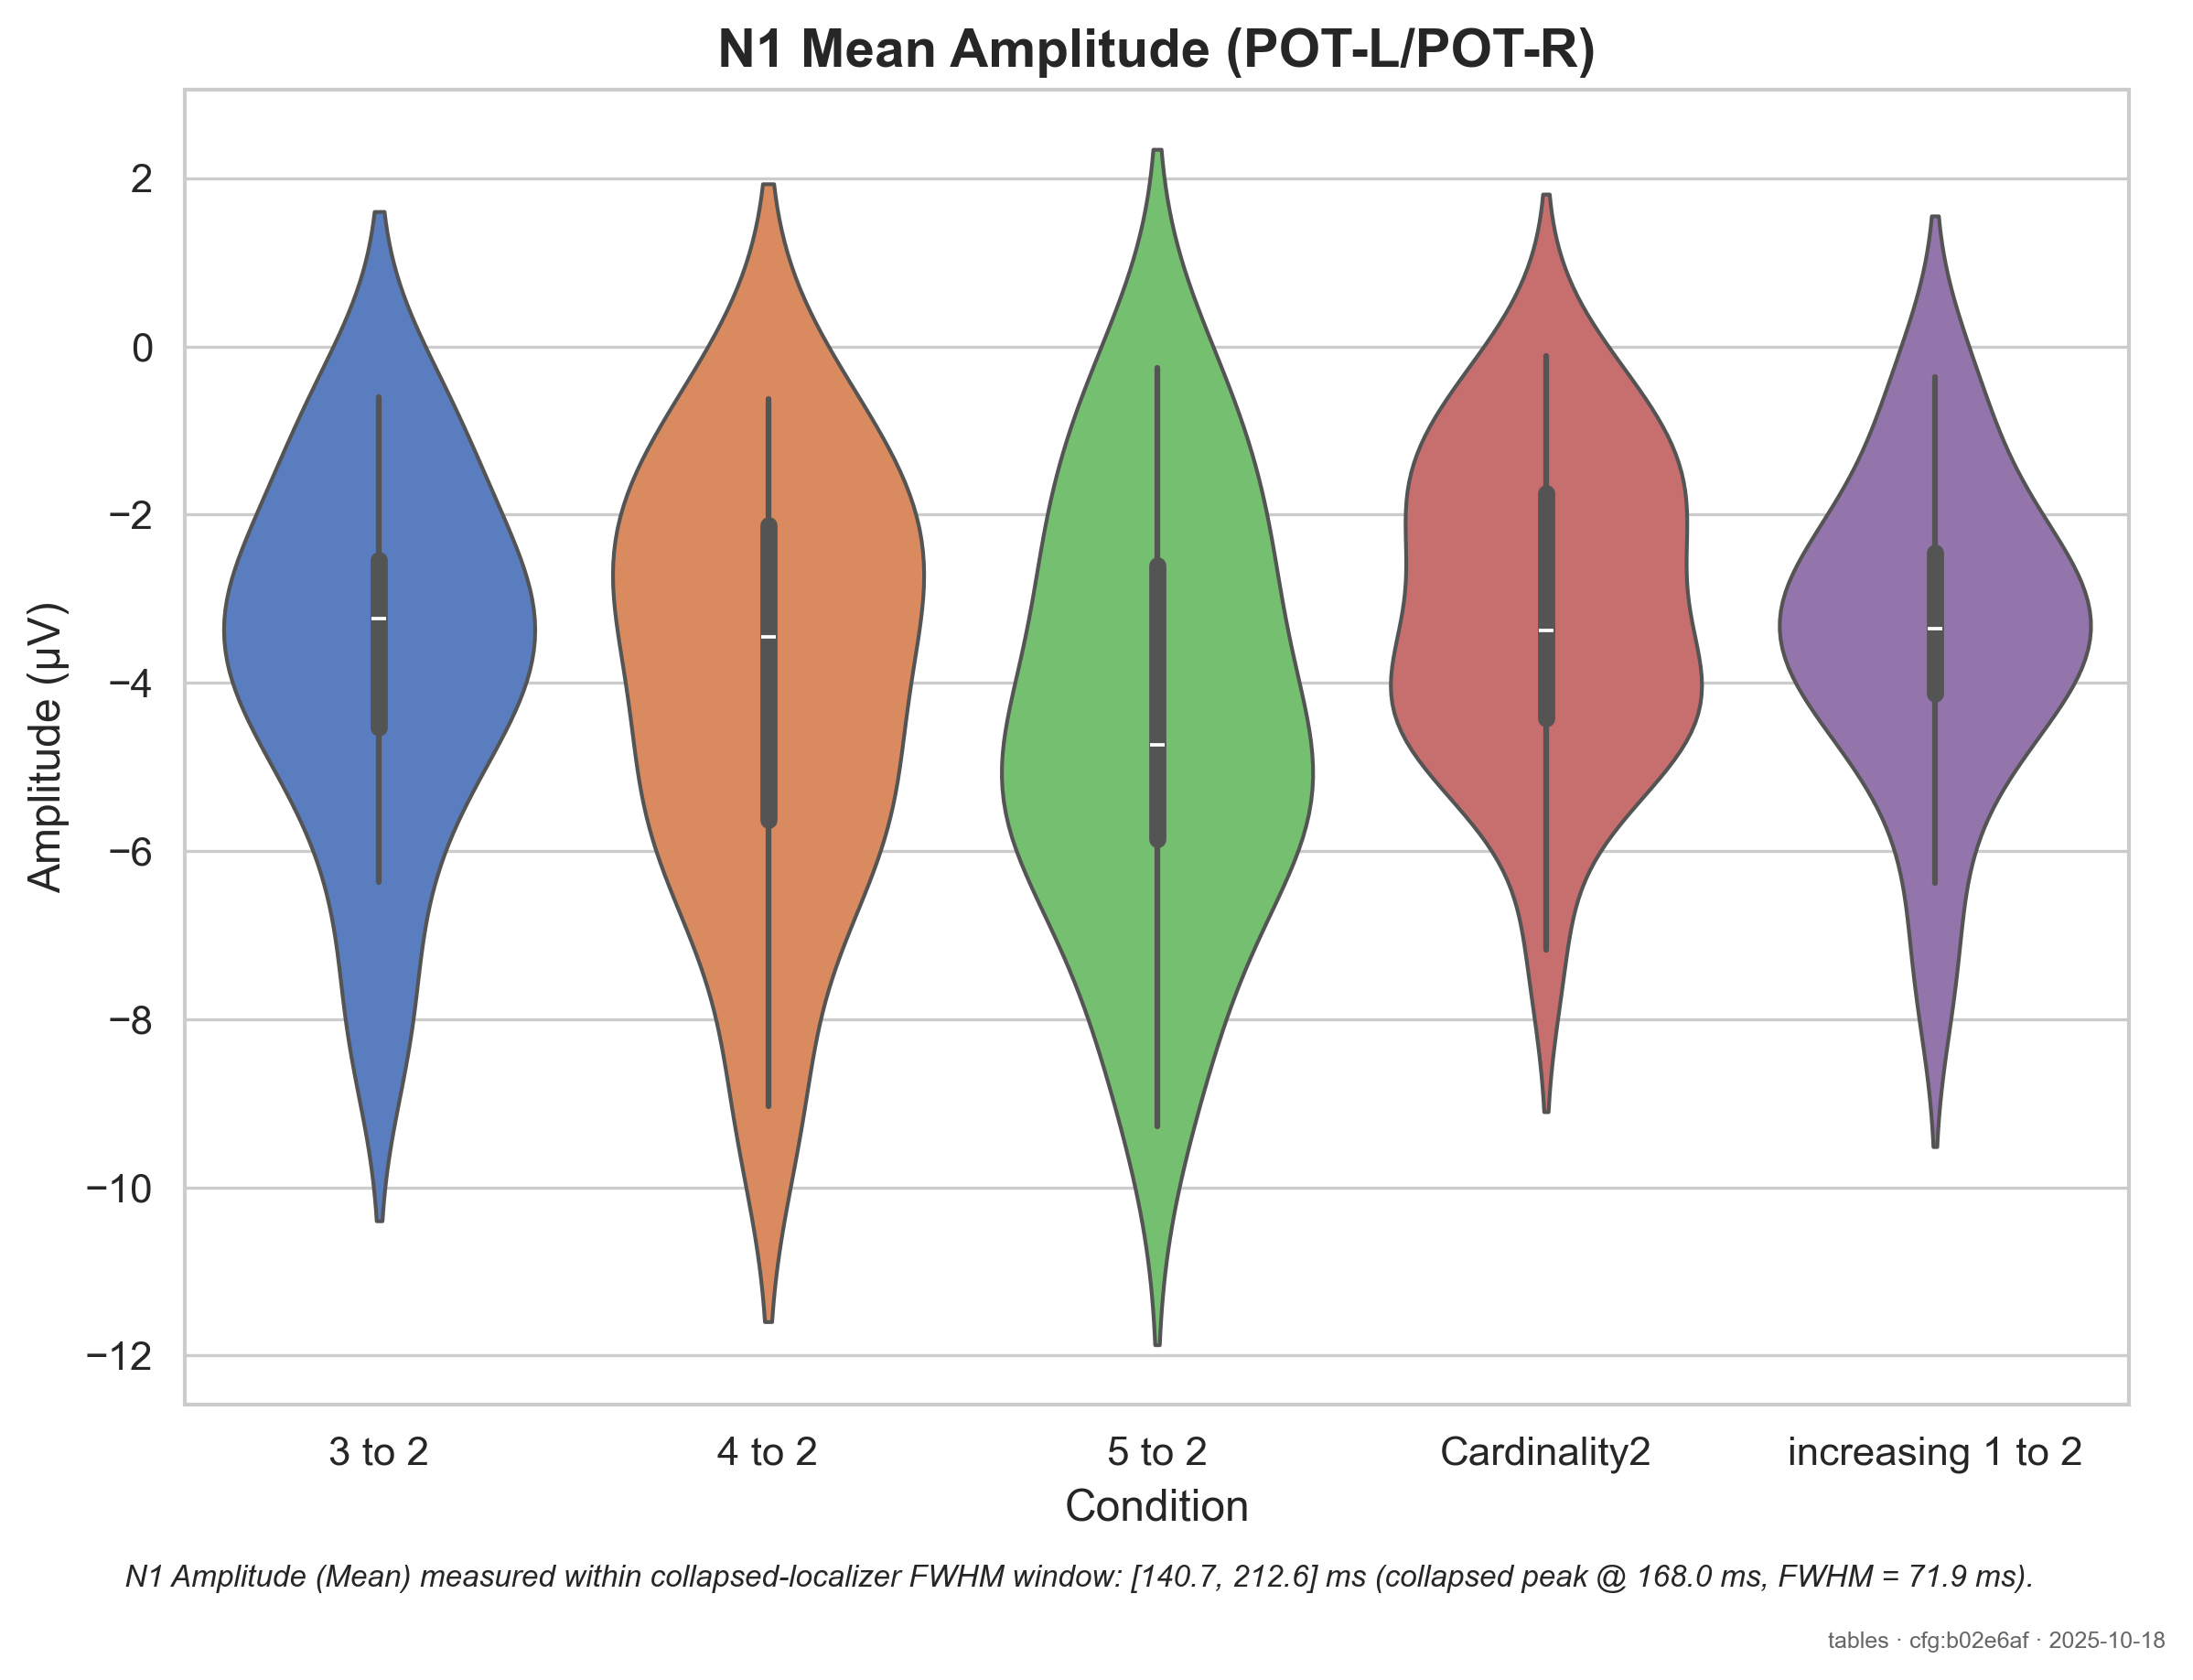 N1 Mean Amplitude (POT-L/POT-R)
Amplitude (µV)
2
0
−2
−4
−6
−8
−10
−12
3 to 2
4 to 2
5 to 2
Cardinality2
increasing 1 to 2
Condition
N1 Amplitude (Mean) measured within collapsed-localizer FWHM window: [140.7, 212.6] ms (collapsed peak @ 168.0 ms, FWHM = 71.9 ms).
tables · cfg:b02e6af · 2025-10-18